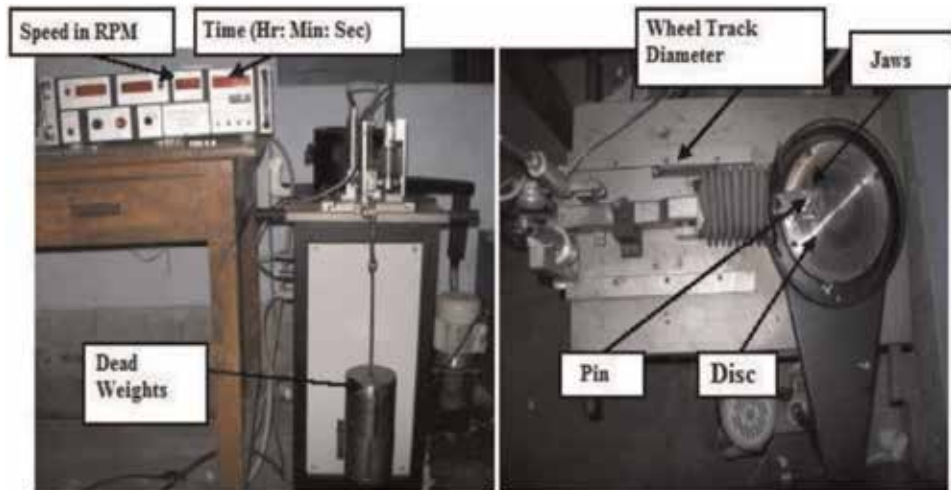 Speed in RPM
Time (Hr: Min: Sec)
Wheel Track
Diameter
Jaws
Dead
Weights
Pin
Disc